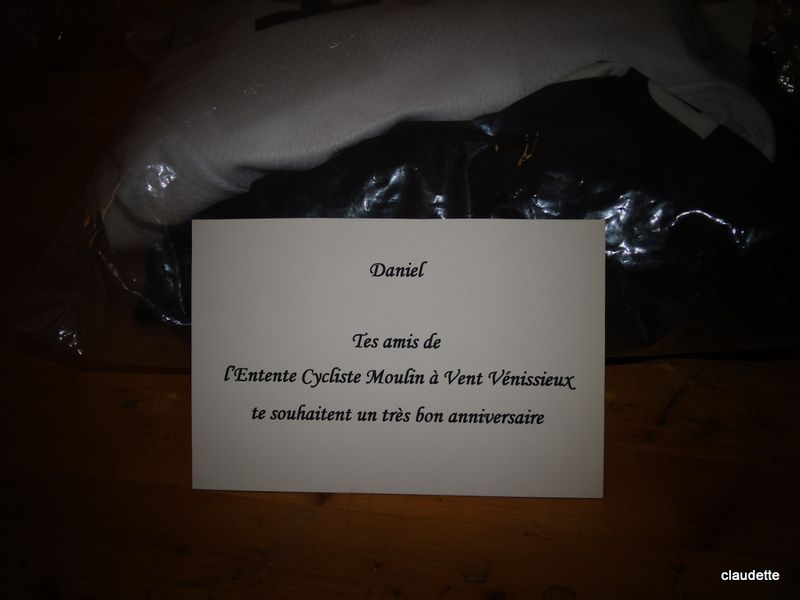 Daniel
Tes amis de
l'Entente Cycliste Moulin à Vent Vénissieux
te souhaitent un très bon anniversaire
claudette